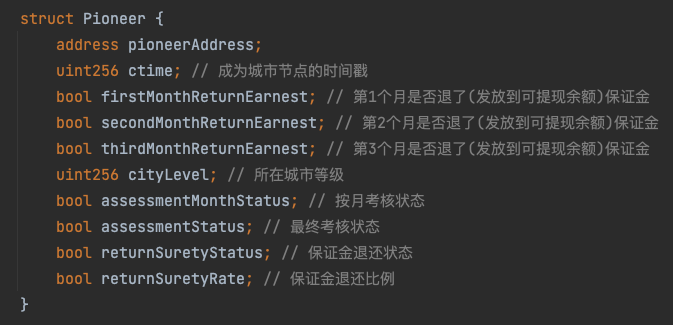 struct Pioneer {
address pioneerAddress;
uint256 ctime; // 成为城市节点的时间戳
bool firstMonthReturnEarnest; // 第1个月是否退了(发放到可提现余额)保证金
bool secondMonthReturnEarnest; // 第2个月是否退了(发放到可提现余额)保证金
bool thirdMonthReturnEarnest; // 第3个月是否退了(发放到可提现余额)保证金
uint256 cityLevel; // 所在城市等级
bool assessmentMonthStatus; // 按月考核状态
bool assessmentStatus; // 最终考核状态
bool returnSuretyStatus; // 保证金退还状态
bool returnSuretyRate; // 保证金退还比例
}